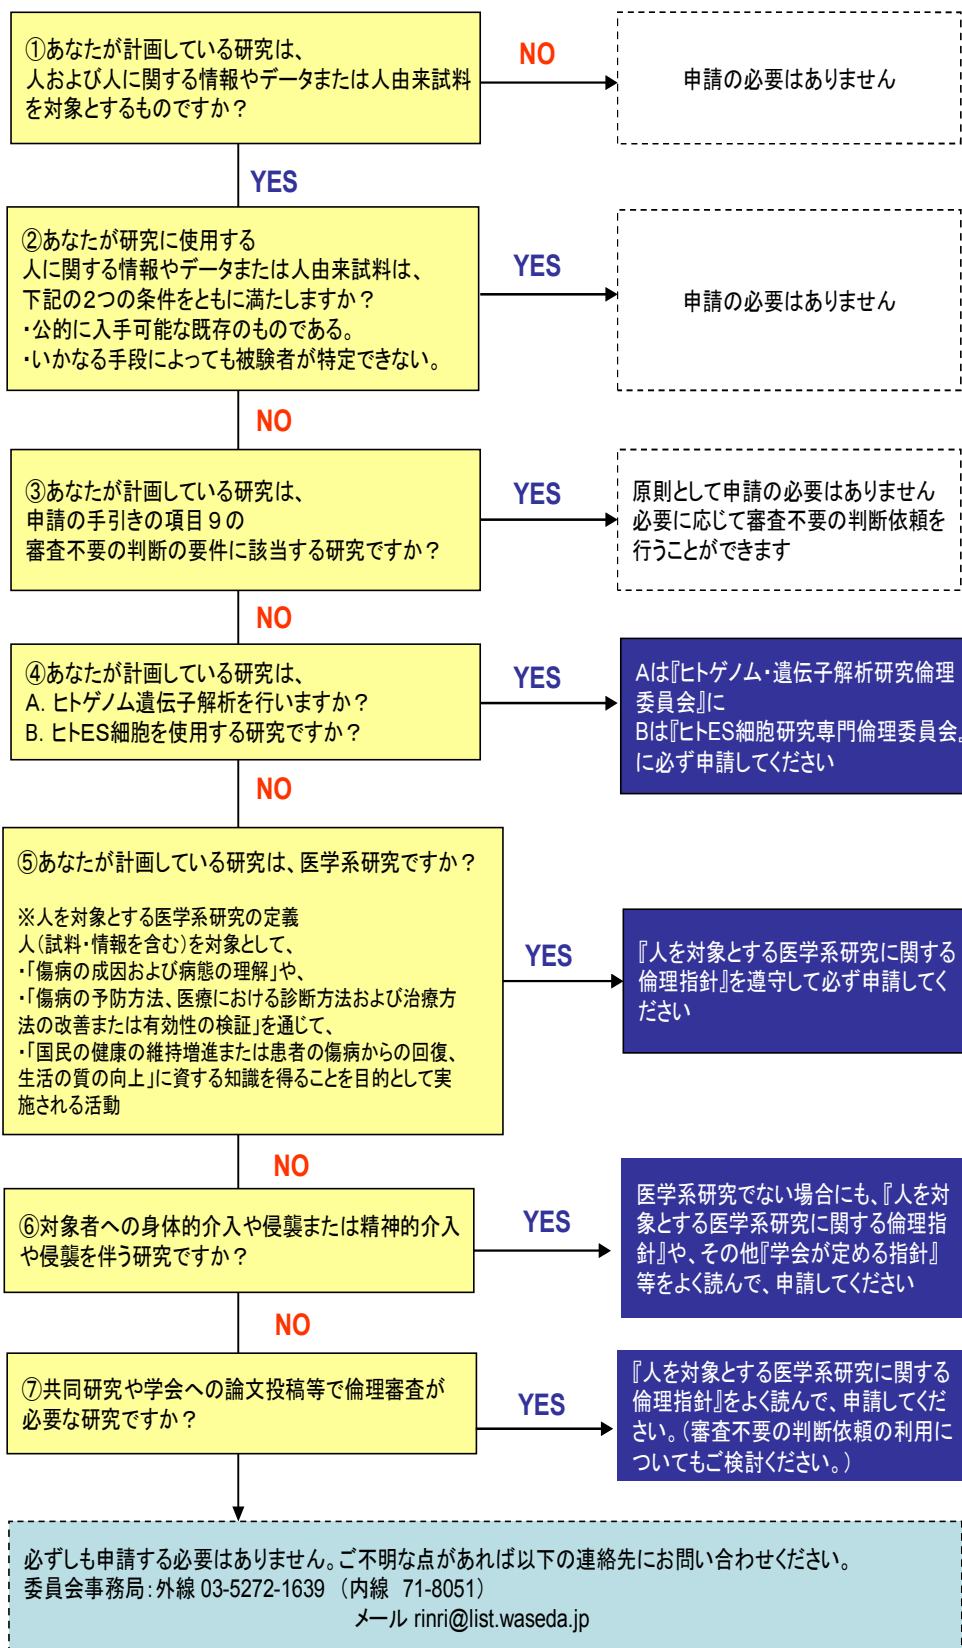 ①あなたが計画している研究は、
人および人に関する情報やデータまたは人由来試料
を対象とするものですか？
NO
申請の必要はありません
YES
②あなたが研究に使用する
人に関する情報やデータまたは人由来試料は、
下記の2つの条件をともに満たしますか？
・公的に入手可能な既存のものである。
・いかなる手段によっても被験者が特定できない。
YES
申請の必要はありません
NO
③あなたが計画している研究は、
申請の手引きの項目９の
審査不要の判断の要件に該当する研究ですか？
YES
原則として申請の必要はありません
必要に応じて審査不要の判断依頼を
行うことができます
NO
④あなたが計画している研究は、
A. ヒトゲノム遺伝子解析を行いますか？
B. ヒトES細胞を使用する研究ですか？
YES
Aは『ヒトゲノム・遺伝子解析研究倫理
委員会』に
Bは『ヒトES細胞研究専門倫理委員会』
に必ず申請してください
NO
⑤あなたが計画している研究は、医学系研究ですか？
※人を対象とする医学系研究の定義
人（試料・情報を含む）を対象として、
・「傷病の成因および病態の理解」や、
・「傷病の予防方法、医療における診断方法および治療方
法の改善または有効性の検証」を通じて、
・「国民の健康の維持増進または患者の傷病からの回復、
生活の質の向上」に資する知識を得ることを目的として実
施される活動
YES
『人を対象とする医学系研究に関する
倫理指針』を遵守して必ず申請してく
ださい
NO
⑥対象者への身体的介入や侵襲または精神的介入
や侵襲を伴う研究ですか？
YES
医学系研究でない場合にも、『人を対
象とする医学系研究に関する倫理指
針』や、その他『学会が定める指針』
等をよく読んで、申請してください
NO
⑦共同研究や学会への論文投稿等で倫理審査が
必要な研究ですか？
YES
『人を対象とする医学系研究に関する
倫理指針』をよく読んで、申請してくだ
さい。（審査不要の判断依頼の利用に
ついてもご検討ください。）
必ずしも申請する必要はありません。ご不明な点があれば以下の連絡先にお問い合わせください。
委員会事務局：外線 03-5272-1639 （内線 71-8051）
メール rinri@list.waseda.jp